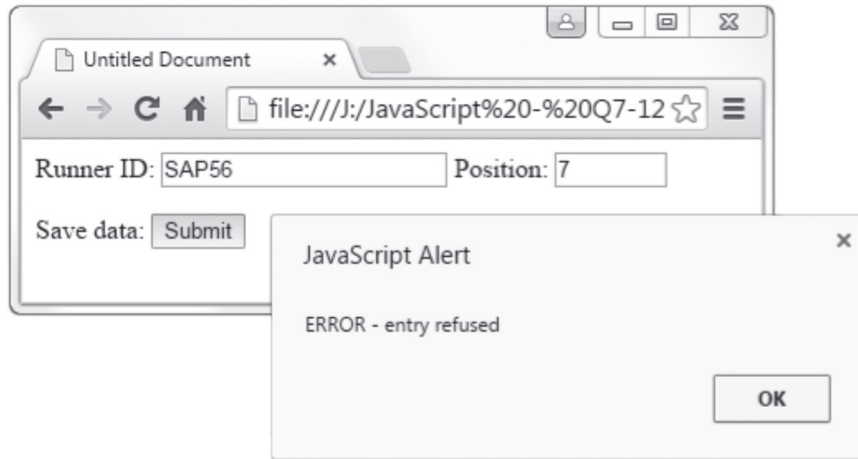 Untitled Document
file:///J:/JavaScript%20-%20Q7-12
Runner ID: SAP56 Position: 7
Save data: Submit
JavaScript Alert
ERROR - entry refused
OK